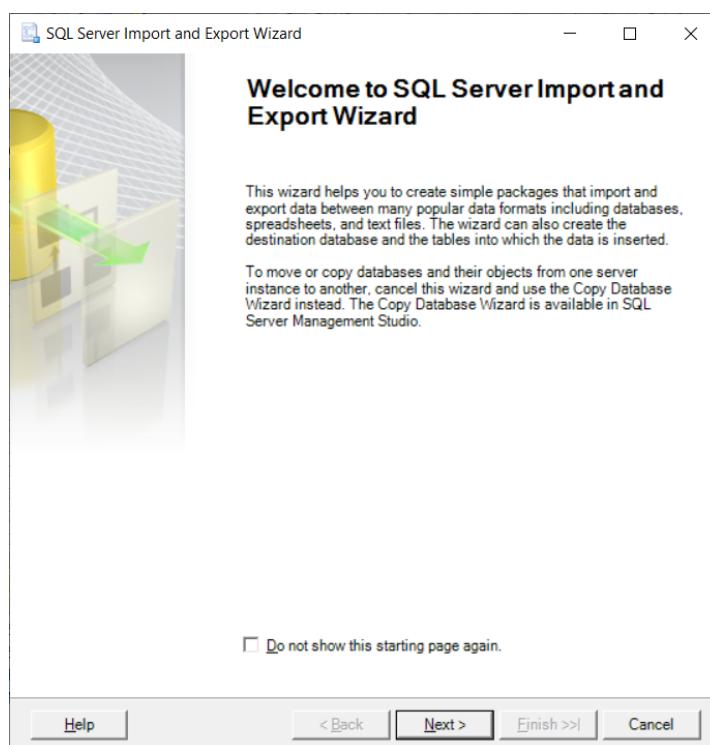 SQL Server Import and Export Wizard
Welcome to SQL Server Import and
Export Wizard
This wizard helps you to create simple packages that import and
export data between many popular data formats including databases,
spreadsheets, and text files. The wizard can also create the
destination database and the tables into which the data is inserted.
To move or copy databases and their objects from one server
instance to another, cancel this wizard and use the Copy Database
Wizard instead. The Copy Database Wizard is available in SQL
Server Management Studio.
Do not show this starting page again.
Help < Back Next > Finish >>| Cancel